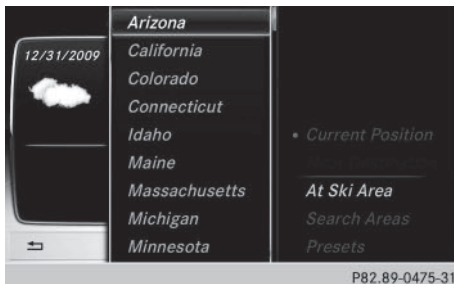 12/31/2009
Arizona
California
Colorado
Connecticut
Idaho
Maine
Massachusetts
Michigan
Minnesota
• Current Position
At Ski Area
Search Areas
Presets
P82.89-0475-31